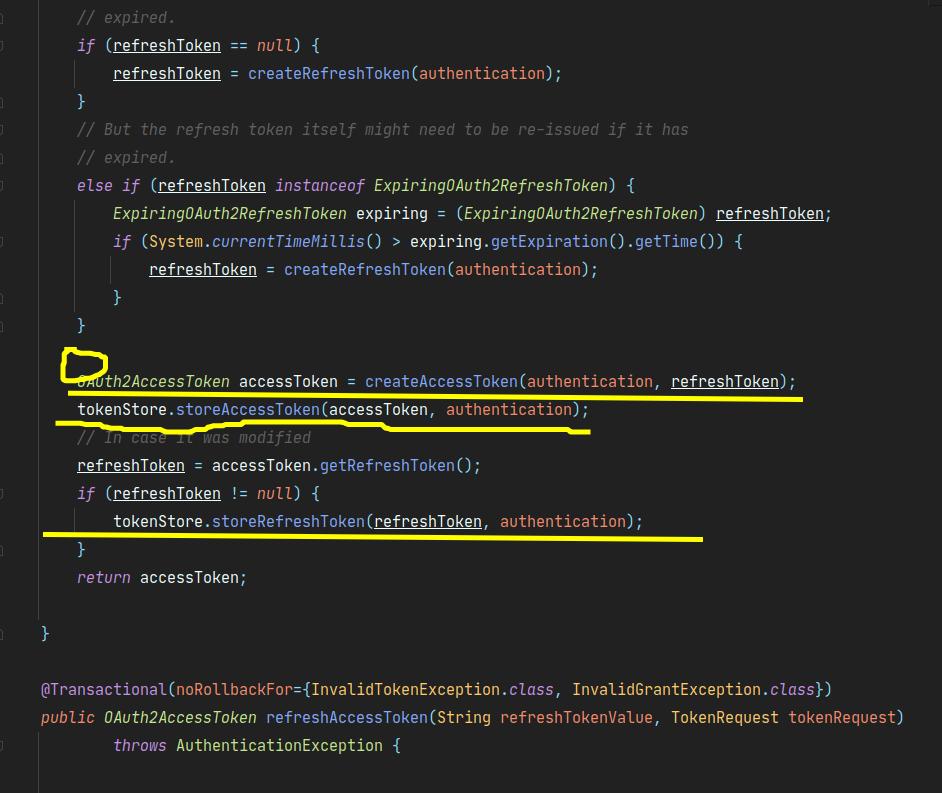 // expired.
if (refreshToken == null) {
refreshToken = createRefreshToken(authentication);
}
// But the refresh token itself might need to be re-issued if it has
// expired.
else if (refreshToken instanceof ExpiringOAuth2RefreshToken) {
ExpiringOAuth2RefreshToken expiring = (ExpiringOAuth2RefreshToken) refreshToken;
if (System.currentTimeMillis() > expiring.getExpiration().getTime()) {
refreshToken = createRefreshToken(authentication);
}
}
OAuth2AccessToken accessToken = createAccessToken(authentication, refreshToken);
tokenStore.storeAccessToken(accessToken, authentication);
// In case it was modified
refreshToken = accessToken.getRefreshToken();
if (refreshToken != null) {
tokenStore.storeRefreshToken(refreshToken, authentication);
}
return accessToken;
}
@Transactional(noRollbackFor={InvalidTokenException.class, InvalidGrantException.class})
public OAuth2AccessToken refreshAccessToken(String refreshTokenValue, TokenRequest tokenRequest)
throws AuthenticationException {